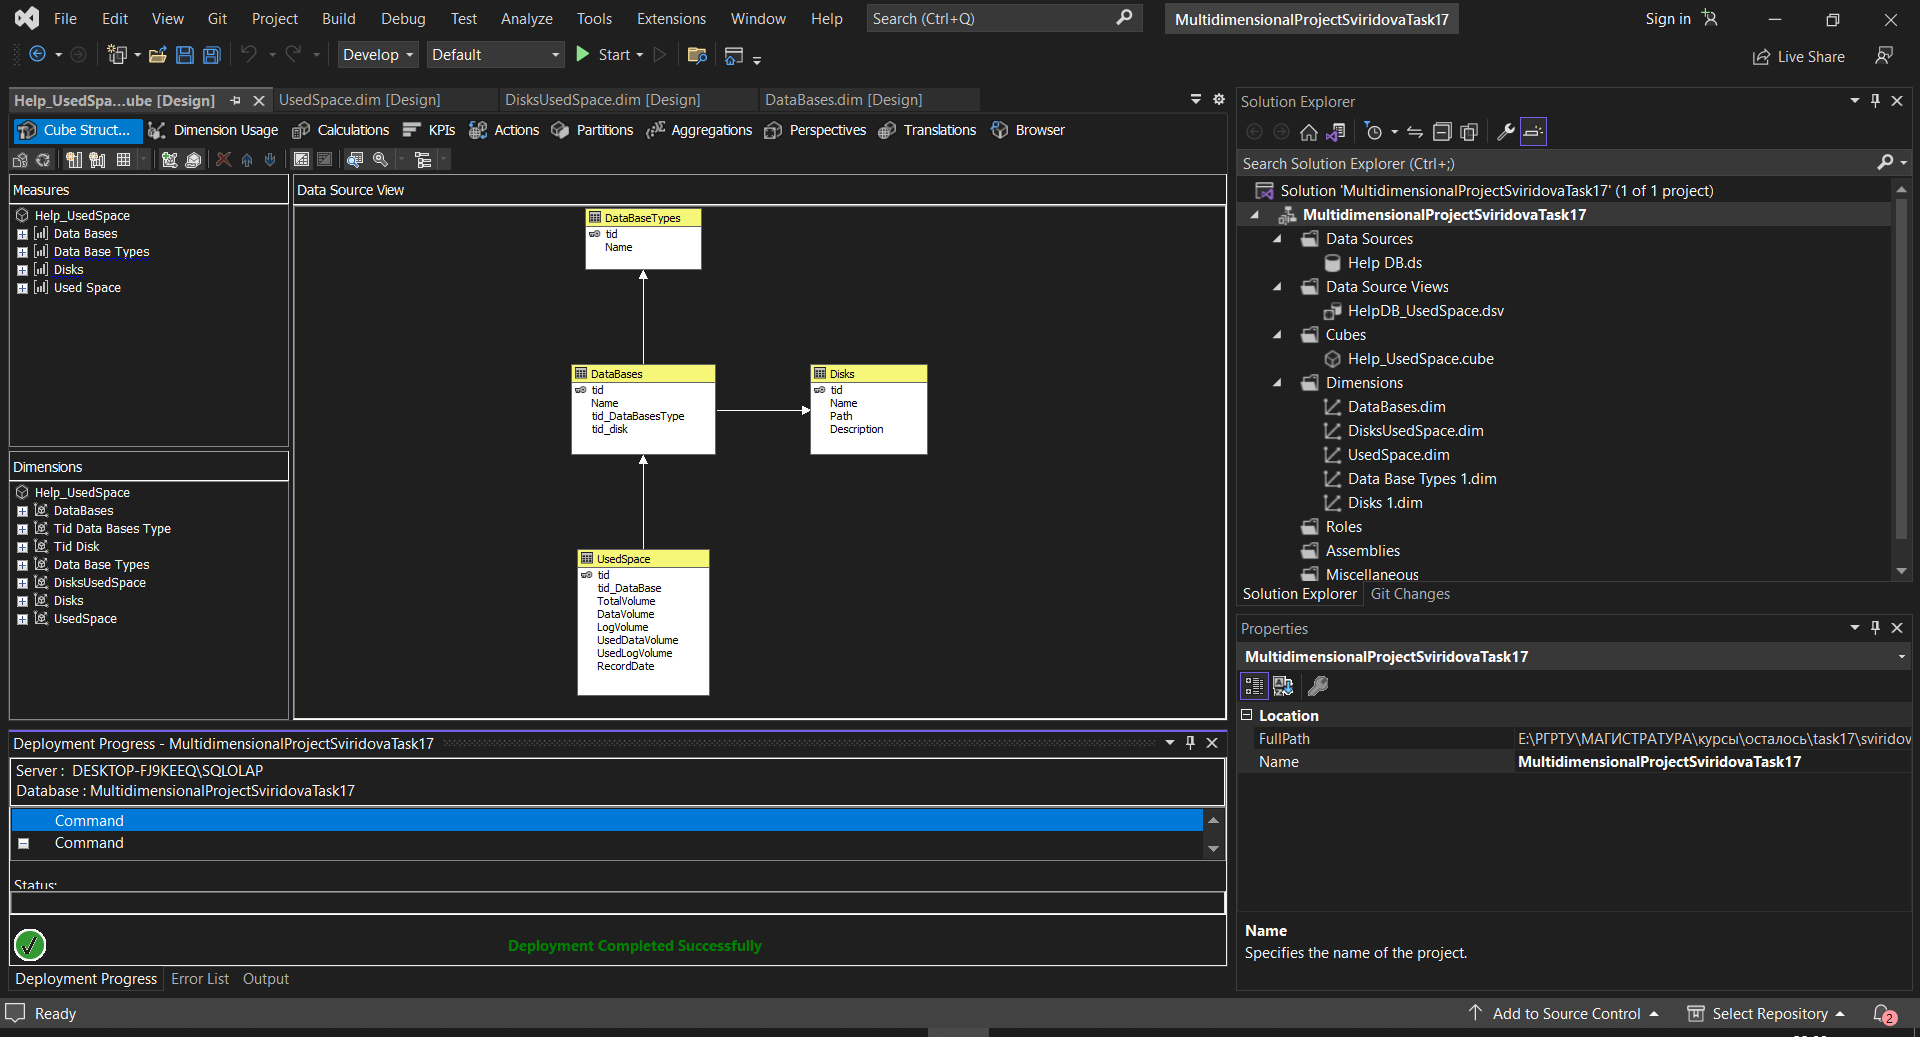 File Edit View Git Project Build Debug Test Analyze Tools Extensions Window Help Search (Ctrl+Q) MultidimensionalProjectSviridovaTask17 Sign in
Develop Default Start Live Share
Help_UsedSpa...ube [Design] UsedSpace.dim [Design] DisksUsedSpace.dim [Design] DataBases.dim [Design]
Cube Struct... Dimension Usage Calculations KPIs Actions Partitions Aggregations Perspectives Translations Browser
Measures
Help_UsedSpace
Data Bases
Data Base Types
Disks
Used Space
Dimensions
Help_UsedSpace
DataBases
Tid Data Bases Type
Tid Disk
Data Base Types
DisksUsedSpace
Disks
UsedSpace
Data Source View
DataBaseTypes
tid
Name
DataBases
tid
Name
tid_DataBasesType
tid_disk
Disks
tid
Name
Path
Description
UsedSpace
tid
tid_DataBase
TotalVolume
DataVolume
LogVolume
UsedDataVolume
UsedLogVolume
RecordDate
Deployment Progress - MultidimensionalProjectSviridovaTask17
Server : DESKTOP-FJ9KEEQ\SQLOLAP
Database : MultidimensionalProjectSviridovaTask17
Command
Command
Status:
Deployment Completed Successfully
Deployment Progress Error List Output
Solution Explorer
Search Solution Explorer (Ctrl+;)
Solution 'MultidimensionalProjectSviridovaTask17' (1 of 1 project)
MultidimensionalProjectSviridovaTask17
Data Sources
Help DB.ds
Data Source Views
HelpDB_UsedSpace.dsv
Cubes
Help_UsedSpace.cube
Dimensions
DataBases.dim
DisksUsedSpace.dim
UsedSpace.dim
Data Base Types 1.dim
Disks 1.dim
Roles
Assemblies
Miscellaneous
Solution Explorer Git Changes
Properties
MultidimensionalProjectSviridovaTask17
Location
FullPath E:\РГРТУ\МАГИСТРАТУРА\курсы\осталось\task17\sviridov
Name MultidimensionalProjectSviridovaTask17
Name
Specifies the name of the project.
Ready Add to Source Control Select Repository 2